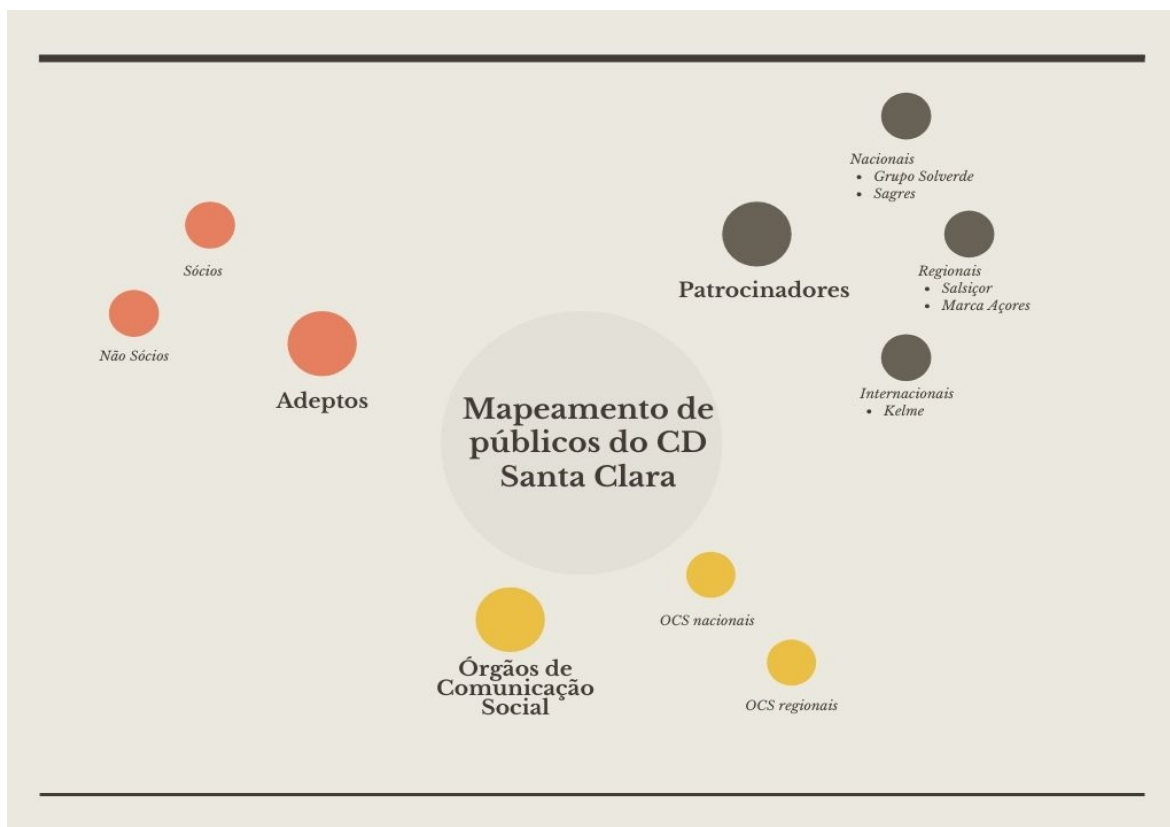 Nacionais
• Grupo Solverde
• Sagres
Sócios
Regionais
• Salsiçor
• Marca Açores
Patrocinadores
Não Sócios
Adeptos
Internacionais
• Kelme
Mapeamento de
públicos do CD
Santa Clara
OCS nacionais
Órgãos de
Comunicação
Social
OCS regionais